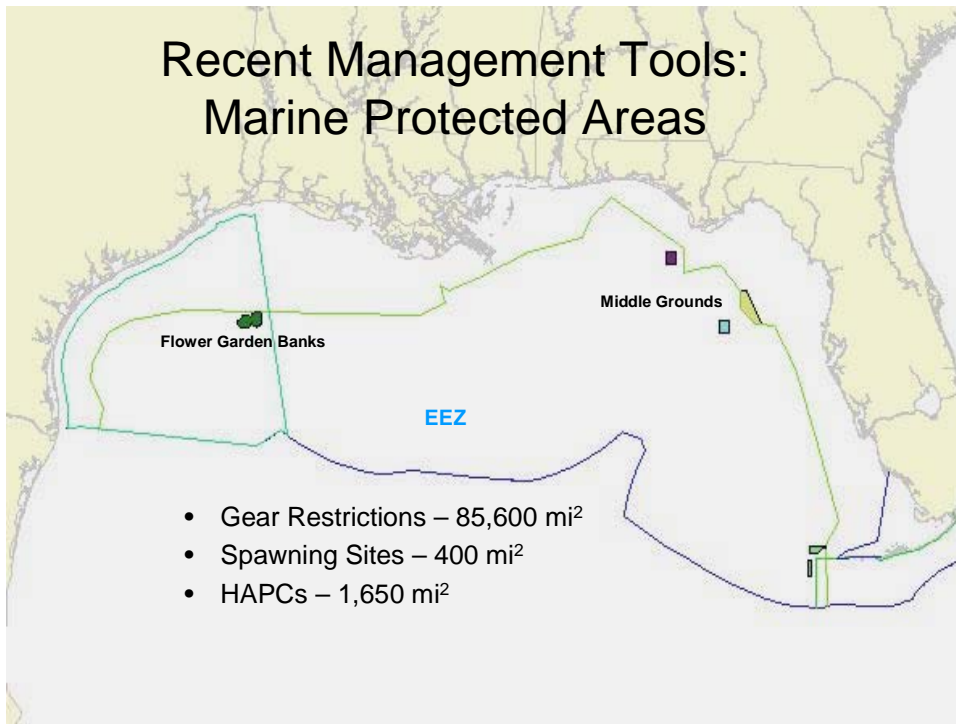 Recent Management Tools:
Marine Protected Areas
Middle Grounds
Flower Garden Banks
EEZ
• Gear Restrictions – 85,600 mi²
• Spawning Sites – 400 mi²
• HAPCs – 1,650 mi²